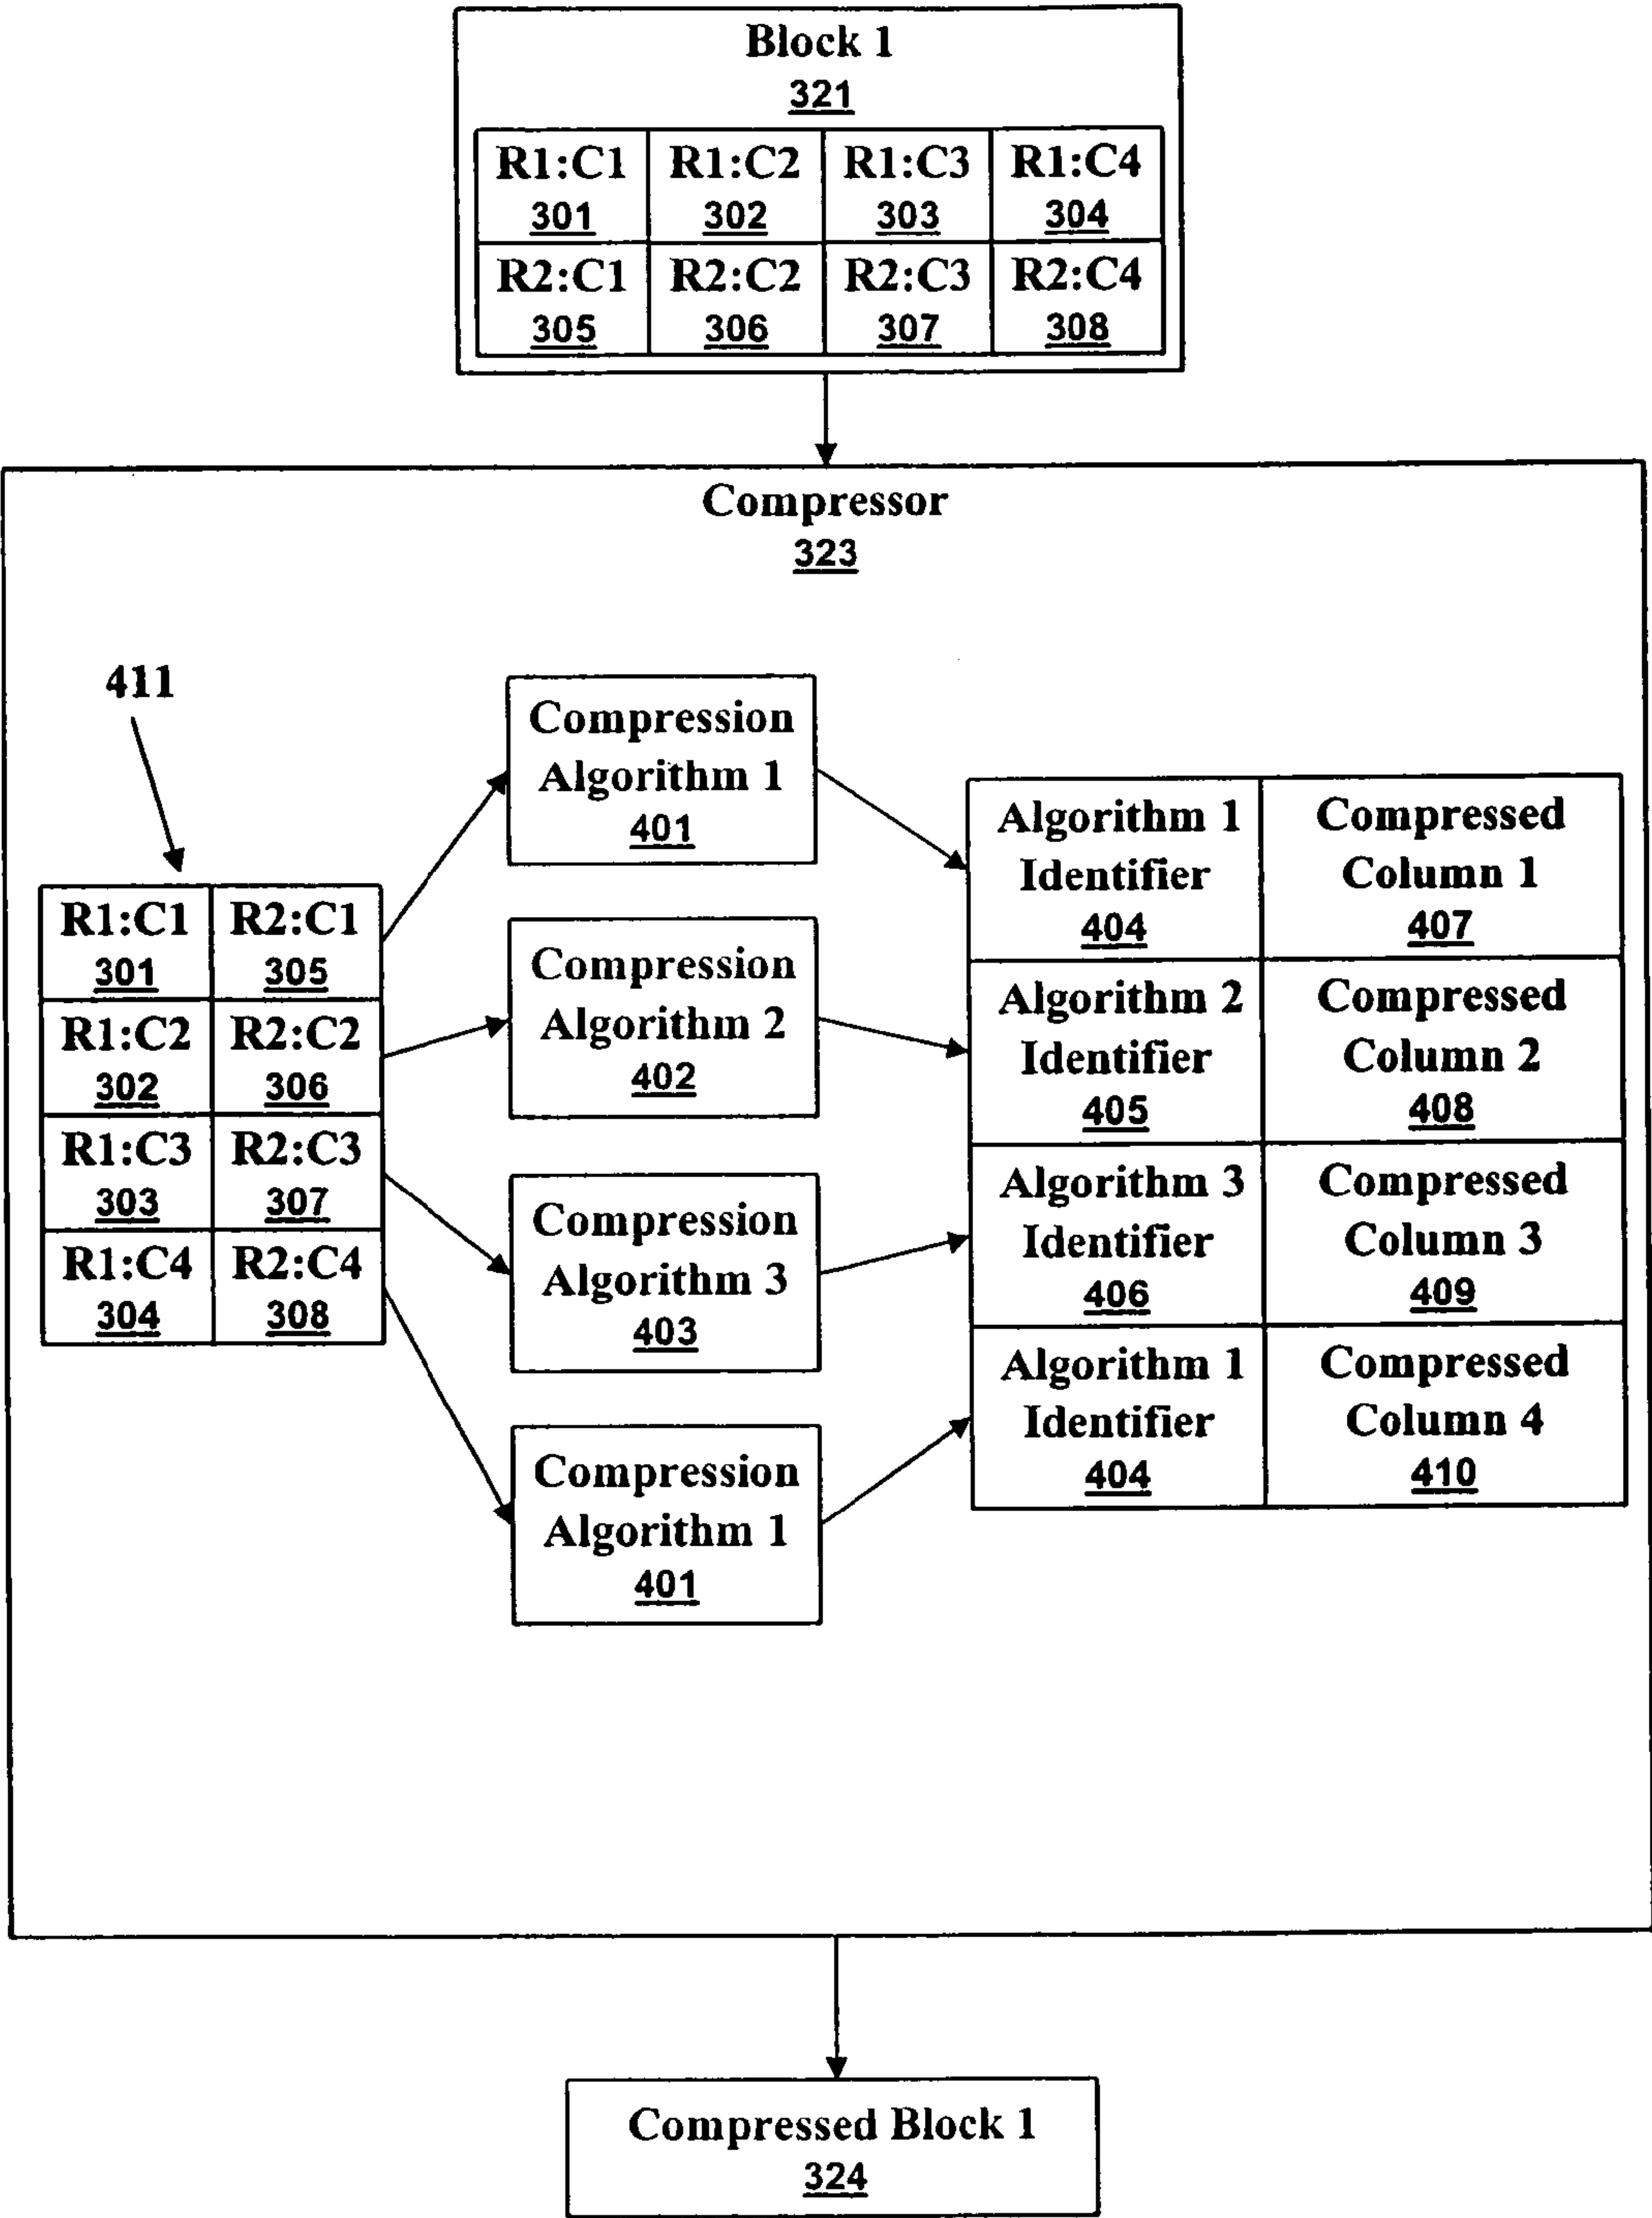 Block 1
321
R1:C1 R1:C2 R1:C3 R1:C4
301 302 303 304
R2:C1 R2:C2 R2:C3 R2:C4
305 306 307 308
Compressor
323
411
R1:C1 R2:C1
301 305
R1:C2 R2:C2
302 306
R1:C3 R2:C3
303 307
R1:C4 R2:C4
304 308
Compression
Algorithm 1
401
Compression
Algorithm 2
402
Compression
Algorithm 3
403
Compression
Algorithm 1
401
Algorithm 1 Compressed
Identifier Column 1
404 407
Algorithm 2 Compressed
Identifier Column 2
405 408
Algorithm 3 Compressed
Identifier Column 3
406 409
Algorithm 1 Compressed
Identifier Column 4
404 410
Compressed Block 1
324